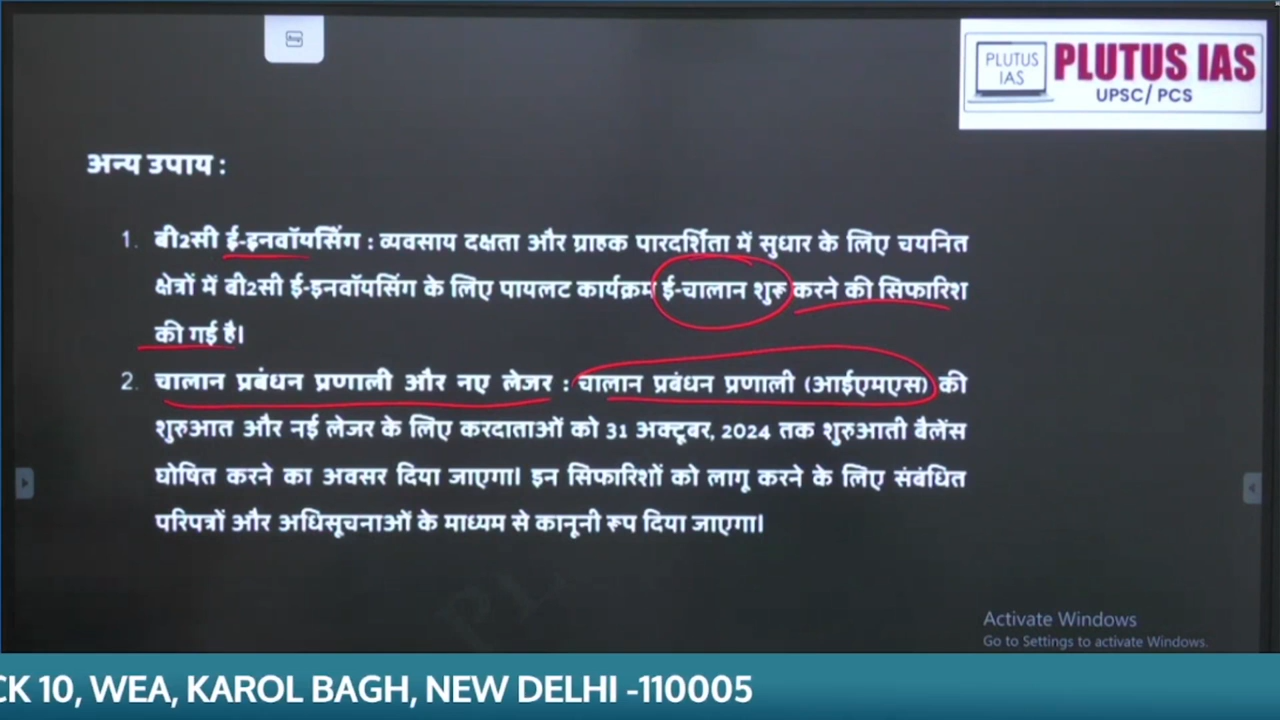 PLUTUS IAS
PLUTUS IAS
UPSC/ PCS
अन्य उपाय :
1. बी2सी ई-इनवॉयसिंग : व्यवसाय दक्षता और ग्राहक पारदर्शिता में सुधार के लिए चयनित
क्षेत्रों में बी2सी ई-इनवॉयसिंग के लिए पायलट कार्यक्रम ई-चालान शुरू करने की सिफारिश
की गई है।
2. चालान प्रबंधन प्रणाली और नए लेजर : चालान प्रबंधन प्रणाली (आईएमएस) की
शुरुआत और नई लेजर के लिए करदाताओं को 31 अक्टूबर, 2024 तक शुरुआती बैलेंस
घोषित करने का अवसर दिया जाएगा। इन सिफारिशों को लागू करने के लिए संबंधित
परिपत्रों और अधिसूचनाओं के माध्यम से कानूनी रूप दिया जाएगा।
Activate Windows
Go to Settings to activate Windows.
CK 10, WEA, KAROL BAGH, NEW DELHI -110005